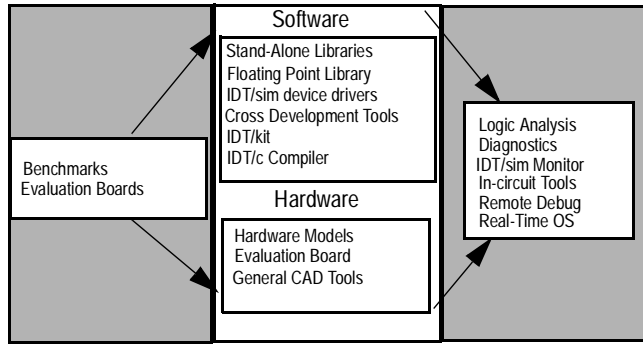 Benchmarks
Evaluation Boards
Software
Stand-Alone Libraries
Floating Point Library
IDT/sim device drivers
Cross Development Tools
IDT/kit
IDT/c Compiler
Hardware
Hardware Models
Evaluation Board
General CAD Tools
Logic Analysis
Diagnostics
IDT/sim Monitor
In-circuit Tools
Remote Debug
Real-Time OS